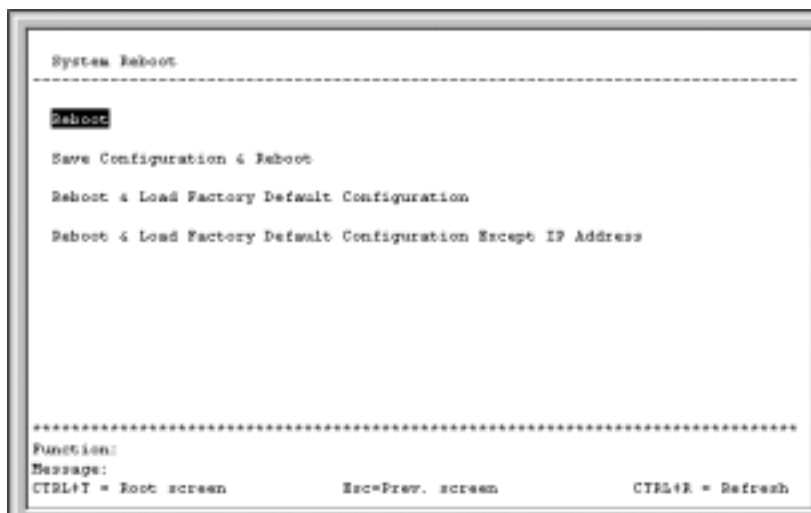 System Reboot
Reboot
Save Configuration & Reboot
Reboot & Load Factory Default Configuration
Reboot & Load Factory Default Configuration Except IP Address
Function:
Message:
CTRL+T = Root screen Esc=Prev. screen CTRL+R = Refresh